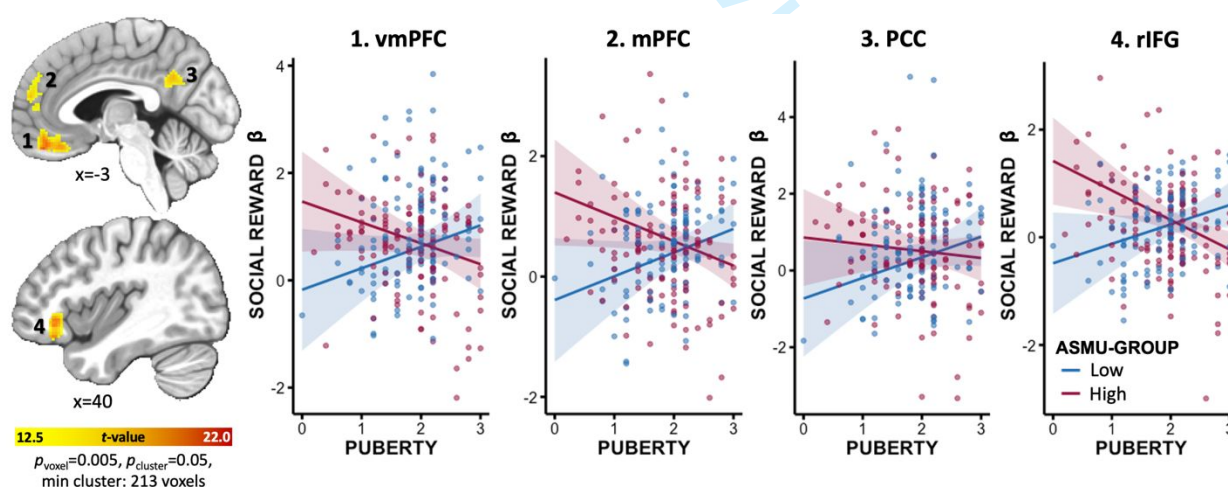 2
3
1
x=-3
4
x=40
12.5 t-value 22.0
p_voxel=0.005, p_cluster=0.05,
min cluster: 213 voxels
1. vmPFC
SOCIAL REWARD β
4
2
0
-2
0 1 2 3
PUBERTY
2. mPFC
SOCIAL REWARD β
2
0
-2
0 1 2 3
PUBERTY
3. PCC
SOCIAL REWARD β
4
2
0
-2
0 1 2 3
PUBERTY
4. rIFG
SOCIAL REWARD β
2
0
-2
ASMU-GROUP
Low
High
0 1 2 3
PUBERTY